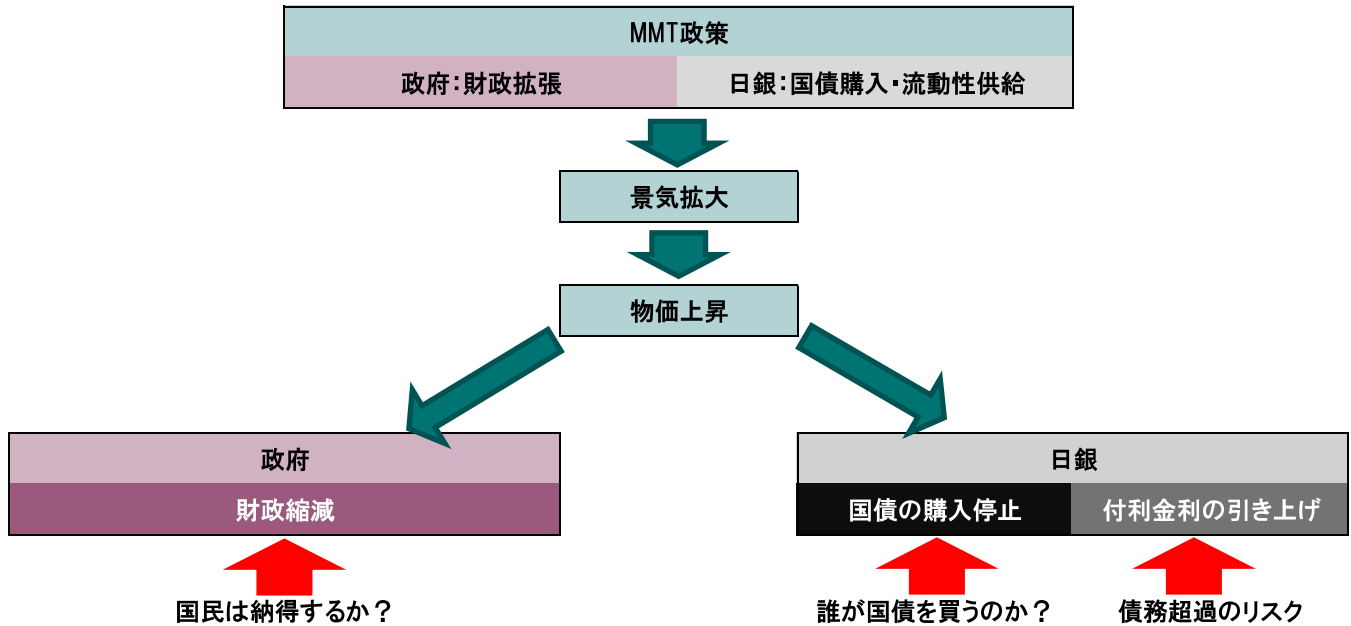 MMT政策
政府:財政拡張
日銀:国債購入・流動性供給
景気拡大
物価上昇
政府
財政縮減
日銀
国債の購入停止
付利金利の引き上げ
国民は納得するか?
誰が国債を買うのか?
債務超過のリスク